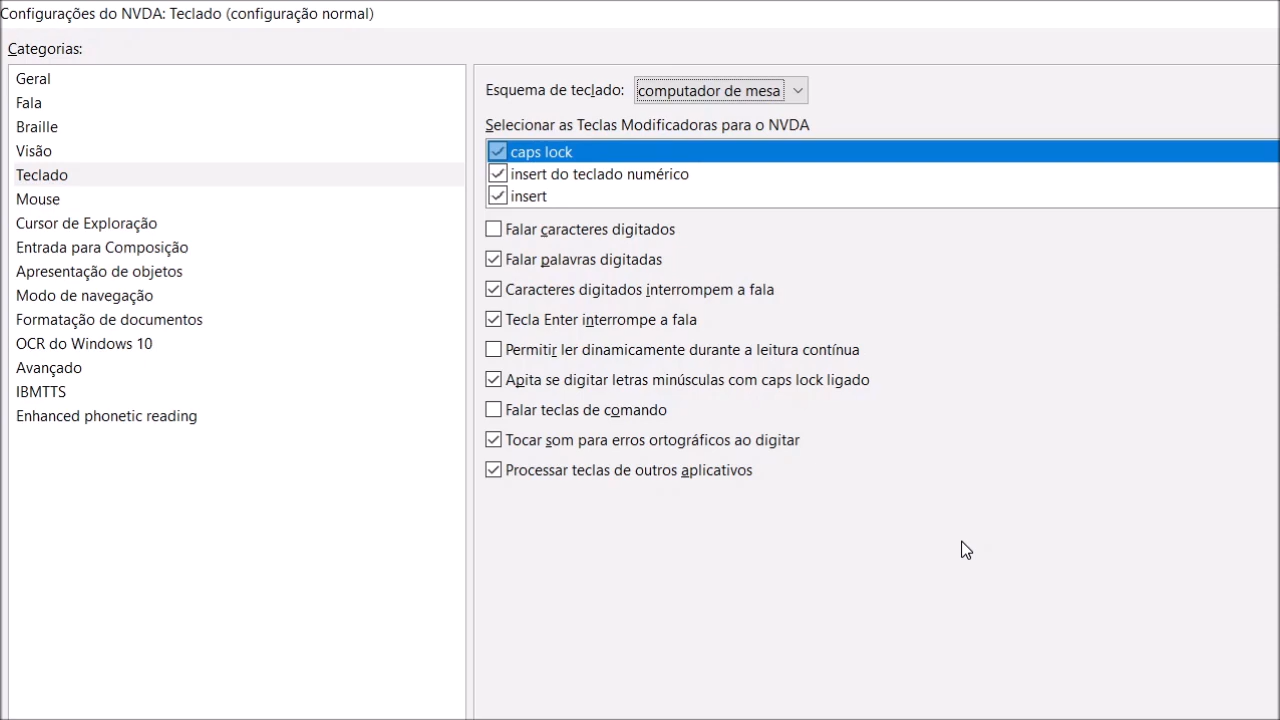 Configurações do NVDA: Teclado (configuração normal)
Categorias:
Geral
Fala
Braille
Visão
Teclado
Mouse
Cursor de Exploração
Entrada para Composição
Apresentação de objetos
Modo de navegação
Formatação de documentos
OCR do Windows 10
Avançado
IBMTTS
Enhanced phonetic reading
Esquema de teclado: computador de mesa
Selecionar as Teclas Modificadoras para o NVDA
caps lock
insert do teclado numérico
insert
Falar caracteres digitados
Falar palavras digitadas
Caracteres digitados interrompem a fala
Tecla Enter interrompe a fala
Permitir ler dinamicamente durante a leitura contínua
Apita se digitar letras minúsculas com caps lock ligado
Falar teclas de comando
Tocar som para erros ortográficos ao digitar
Processar teclas de outros aplicativos